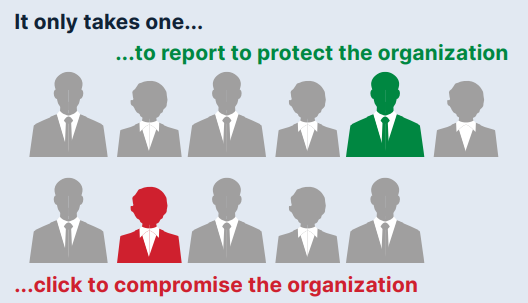 It only takes one...
...to report to protect the organization
...click to compromise the organization